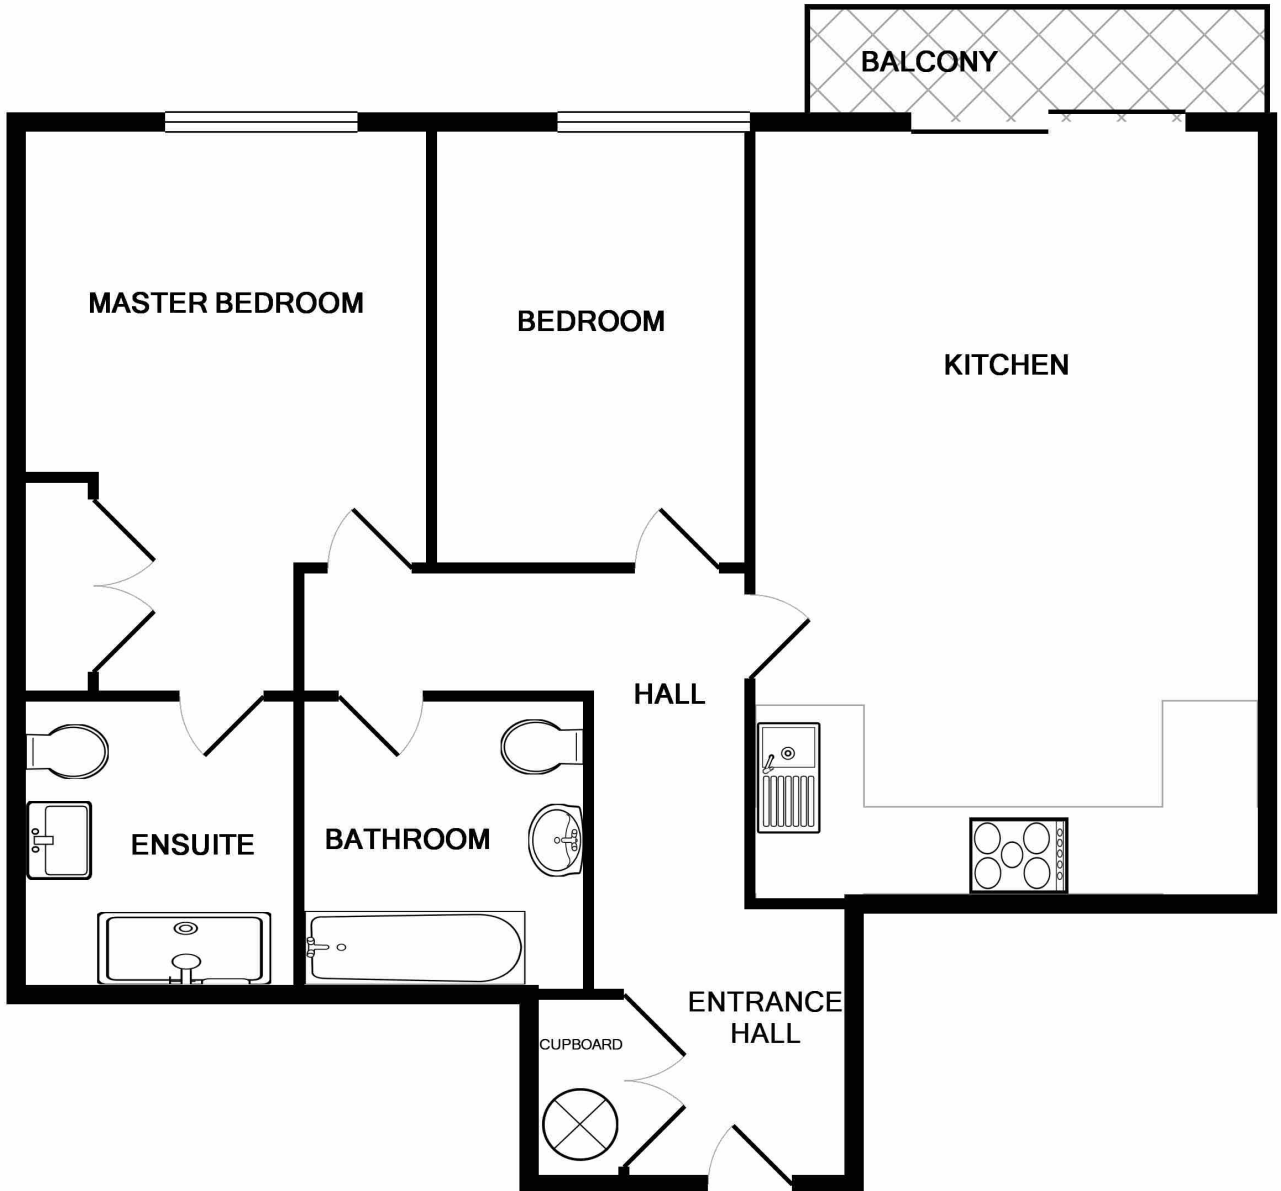 BALCONY
MASTER BEDROOM
BEDROOM
KITCHEN
HALL
ENSUITE
BATHROOM
ENTRANCE
HALL
CUPBOARD